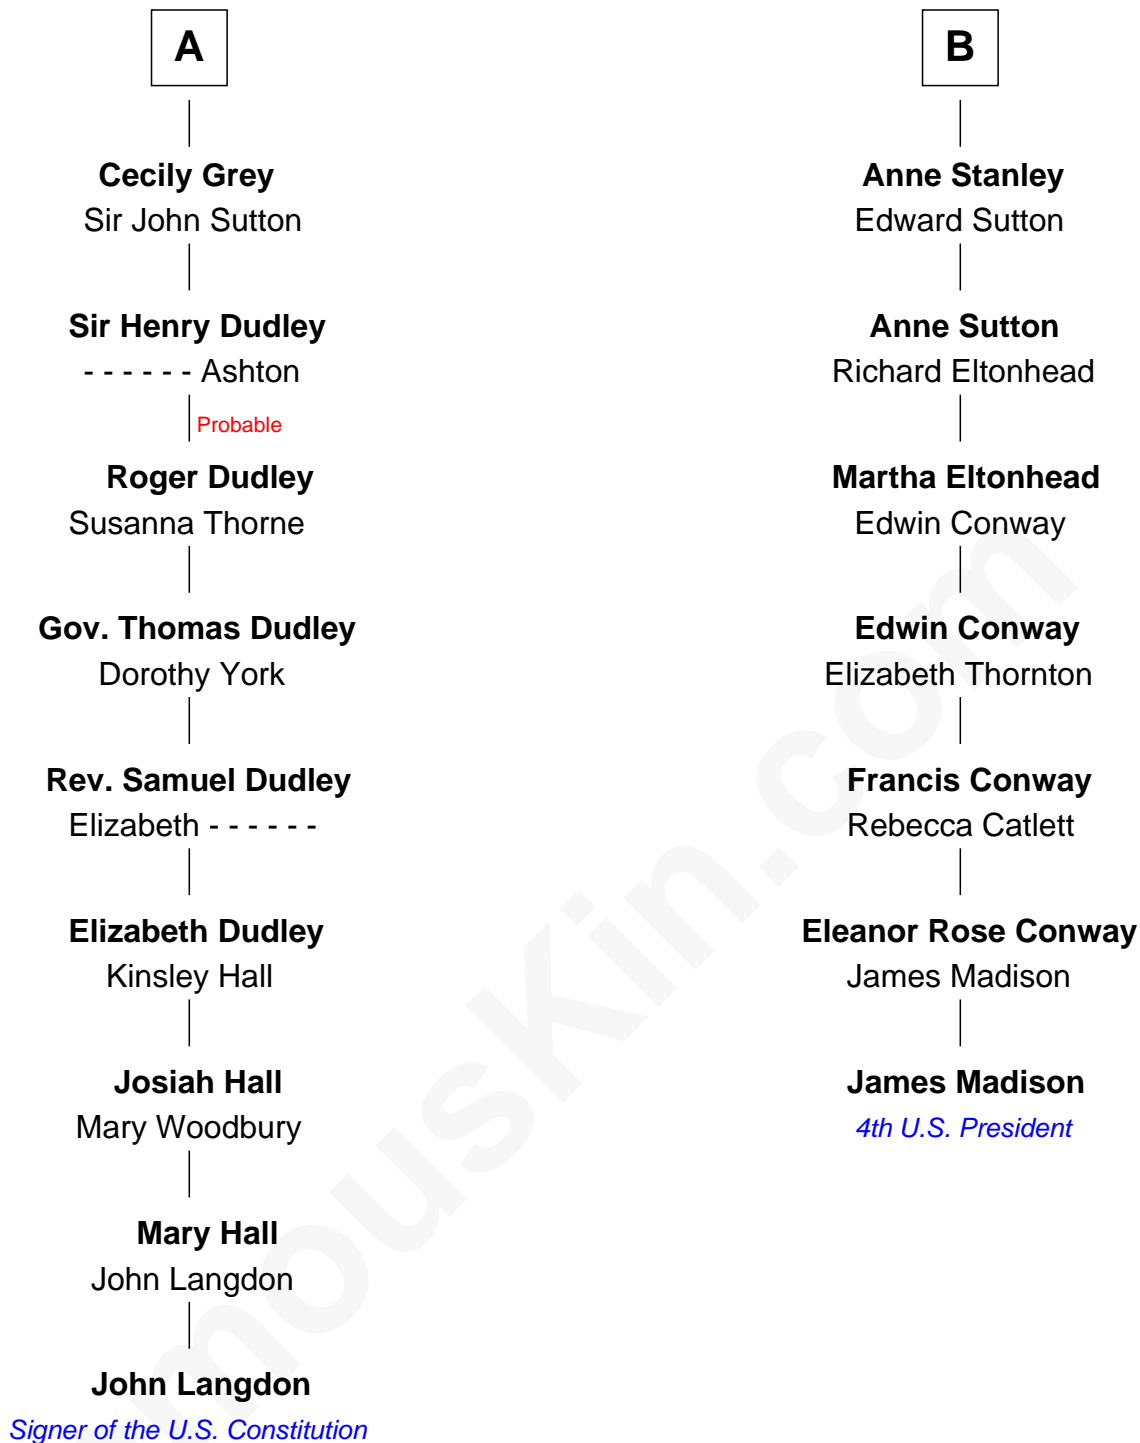 A
Cecily Grey
Sir John Sutton
Sir Henry Dudley
- - - - - - Ashton
Probable
Roger Dudley
Susanna Thorne
Gov. Thomas Dudley
Dorothy York
Rev. Samuel Dudley
Elizabeth - - - - - -
Elizabeth Dudley
Kinsley Hall
Josiah Hall
Mary Woodbury
Mary Hall
John Langdon
John Langdon
Signer of the U.S. Constitution
B
Anne Stanley
Edward Sutton
Anne Sutton
Richard Eltonhead
Martha Eltonhead
Edwin Conway
Edwin Conway
Elizabeth Thornton
Francis Conway
Rebecca Catlett
Eleanor Rose Conway
James Madison
James Madison
4th U.S. President
mousKin.com